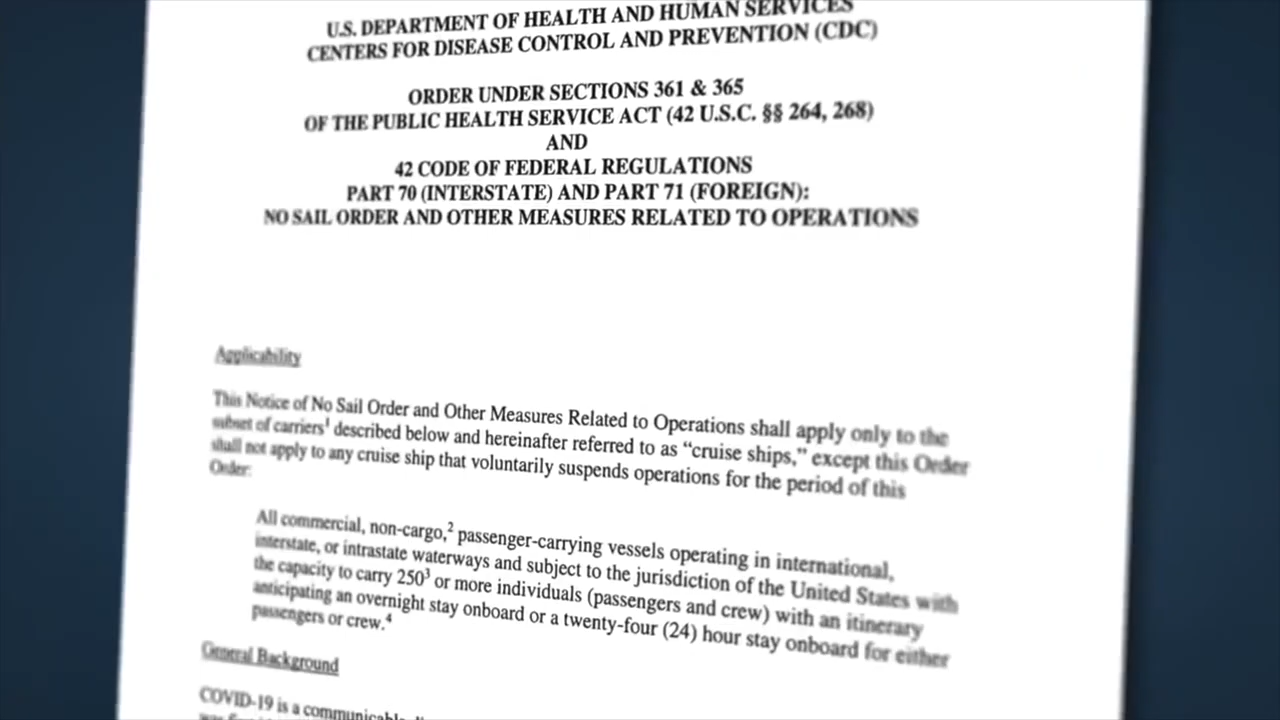 U.S. DEPARTMENT OF HEALTH AND HUMAN SERVICES
CENTERS FOR DISEASE CONTROL AND PREVENTION (CDC)
ORDER UNDER SECTIONS 361 & 365
OF THE PUBLIC HEALTH SERVICE ACT (42 U.S.C. §§ 264, 268)
AND
42 CODE OF FEDERAL REGULATIONS
PART 70 (INTERSTATE) AND PART 71 (FOREIGN):
NO SAIL ORDER AND OTHER MEASURES RELATED TO OPERATIONS
Applicability
This Notice of No Sail Order and Other Measures Related to Operations shall apply only to the
subset of carriers¹ described below and hereinafter referred to as “cruise ships,” except this Order
shall not apply to any cruise ship that voluntarily suspends operations for the period of this
Order:
All commercial, non-cargo,² passenger-carrying vessels operating in international,
interstate, or intrastate waterways and subject to the jurisdiction of the United States with
the capacity to carry 250³ or more individuals (passengers and crew) with an itinerary
anticipating an overnight stay onboard or a twenty-four (24) hour stay onboard for either
passengers or crew.⁴
General Background
COVID-19 is a communicable